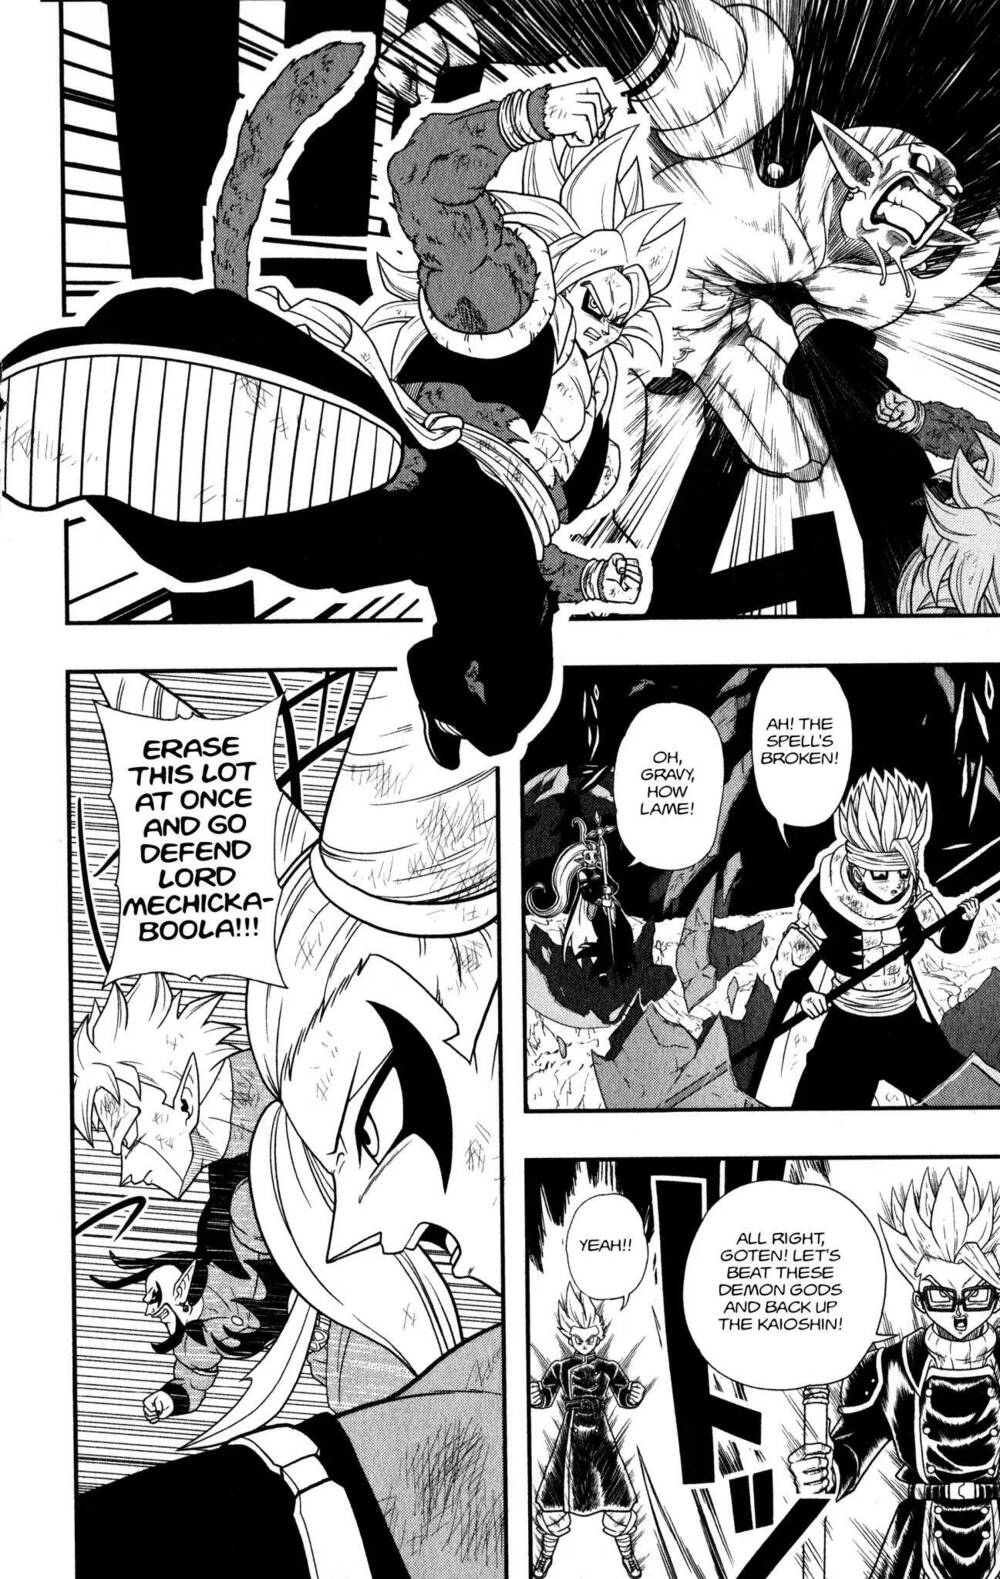 AH! THE
SPELL'S
BROKEN!
OH,
GRAVY,
HOW
LAME!
ERASE
THIS LOT
AT ONCE
AND GO
DEFEND
LORD
MECHICKA-
BOOLA!!!
ALL RIGHT,
GOTEN! LET'S
BEAT THESE
DEMON GODS
AND BACK UP
THE KAIOSHIN!
YEAH!!